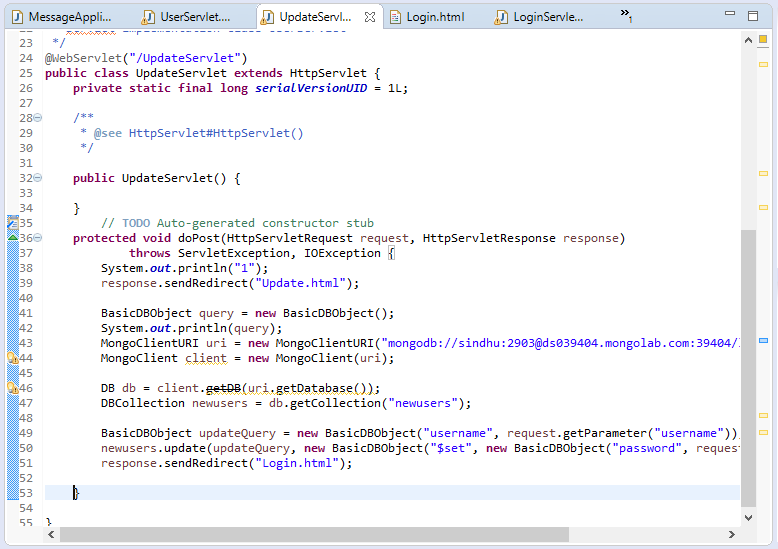 MessageAppli... UserServlet.... UpdateServl... Login.html LoginServle... »1
23 */
24 @WebServlet("/UpdateServlet")
25 public class UpdateServlet extends HttpServlet {
26 private static final long serialVersionUID = 1L;
27
28 /**
29 * @see HttpServlet#HttpServlet()
30 */
31
32 public UpdateServlet() {
33
34 }
35 // TODO Auto-generated constructor stub
36 protected void doPost(HttpServletRequest request, HttpServletResponse response)
37 throws ServletException, IOException {
38 System.out.println("1");
39 response.sendRedirect("Update.html");
40
41 BasicDBObject query = new BasicDBObject();
42 System.out.println(query);
43 MongoClientURI uri = new MongoClientURI("mongodb://sindhu:2903@ds039404.mongolab.com:39404/
44 MongoClient client = new MongoClient(uri);
45
46 DB db = client.getDB(uri.getDatabase());
47 DBCollection newusers = db.getCollection("newusers");
48
49 BasicDBObject updateQuery = new BasicDBObject("username", request.getParameter("username"))
50 newusers.update(updateQuery, new BasicDBObject("$set", new BasicDBObject("password", reques
51 response.sendRedirect("Login.html");
52
53 }
54
55 }